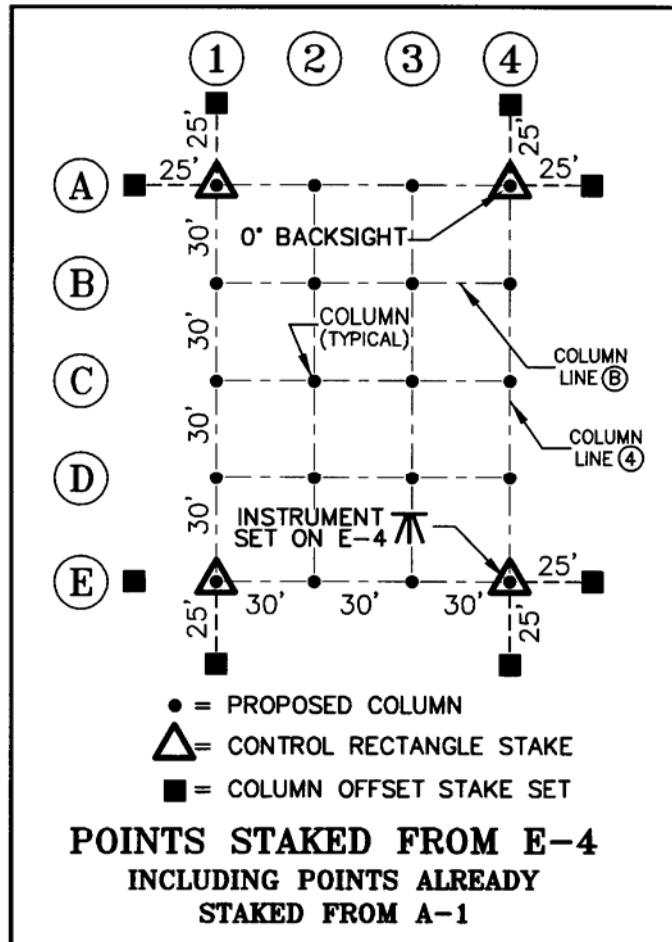 1 2 3 4
25' 25'
25' 25'
A
0° BACKSIGHT
30'
B
COLUMN
(TYPICAL)
30'
COLUMN
LINE B
C
30'
COLUMN
LINE 4
D
30'
INSTRUMENT
SET ON E-4
E
25'
30' 30' 30'
25' 25'
= PROPOSED COLUMN
= CONTROL RECTANGLE STAKE
= COLUMN OFFSET STAKE SET
POINTS STAKED FROM E-4
INCLUDING POINTS ALREADY
STAKED FROM A-1